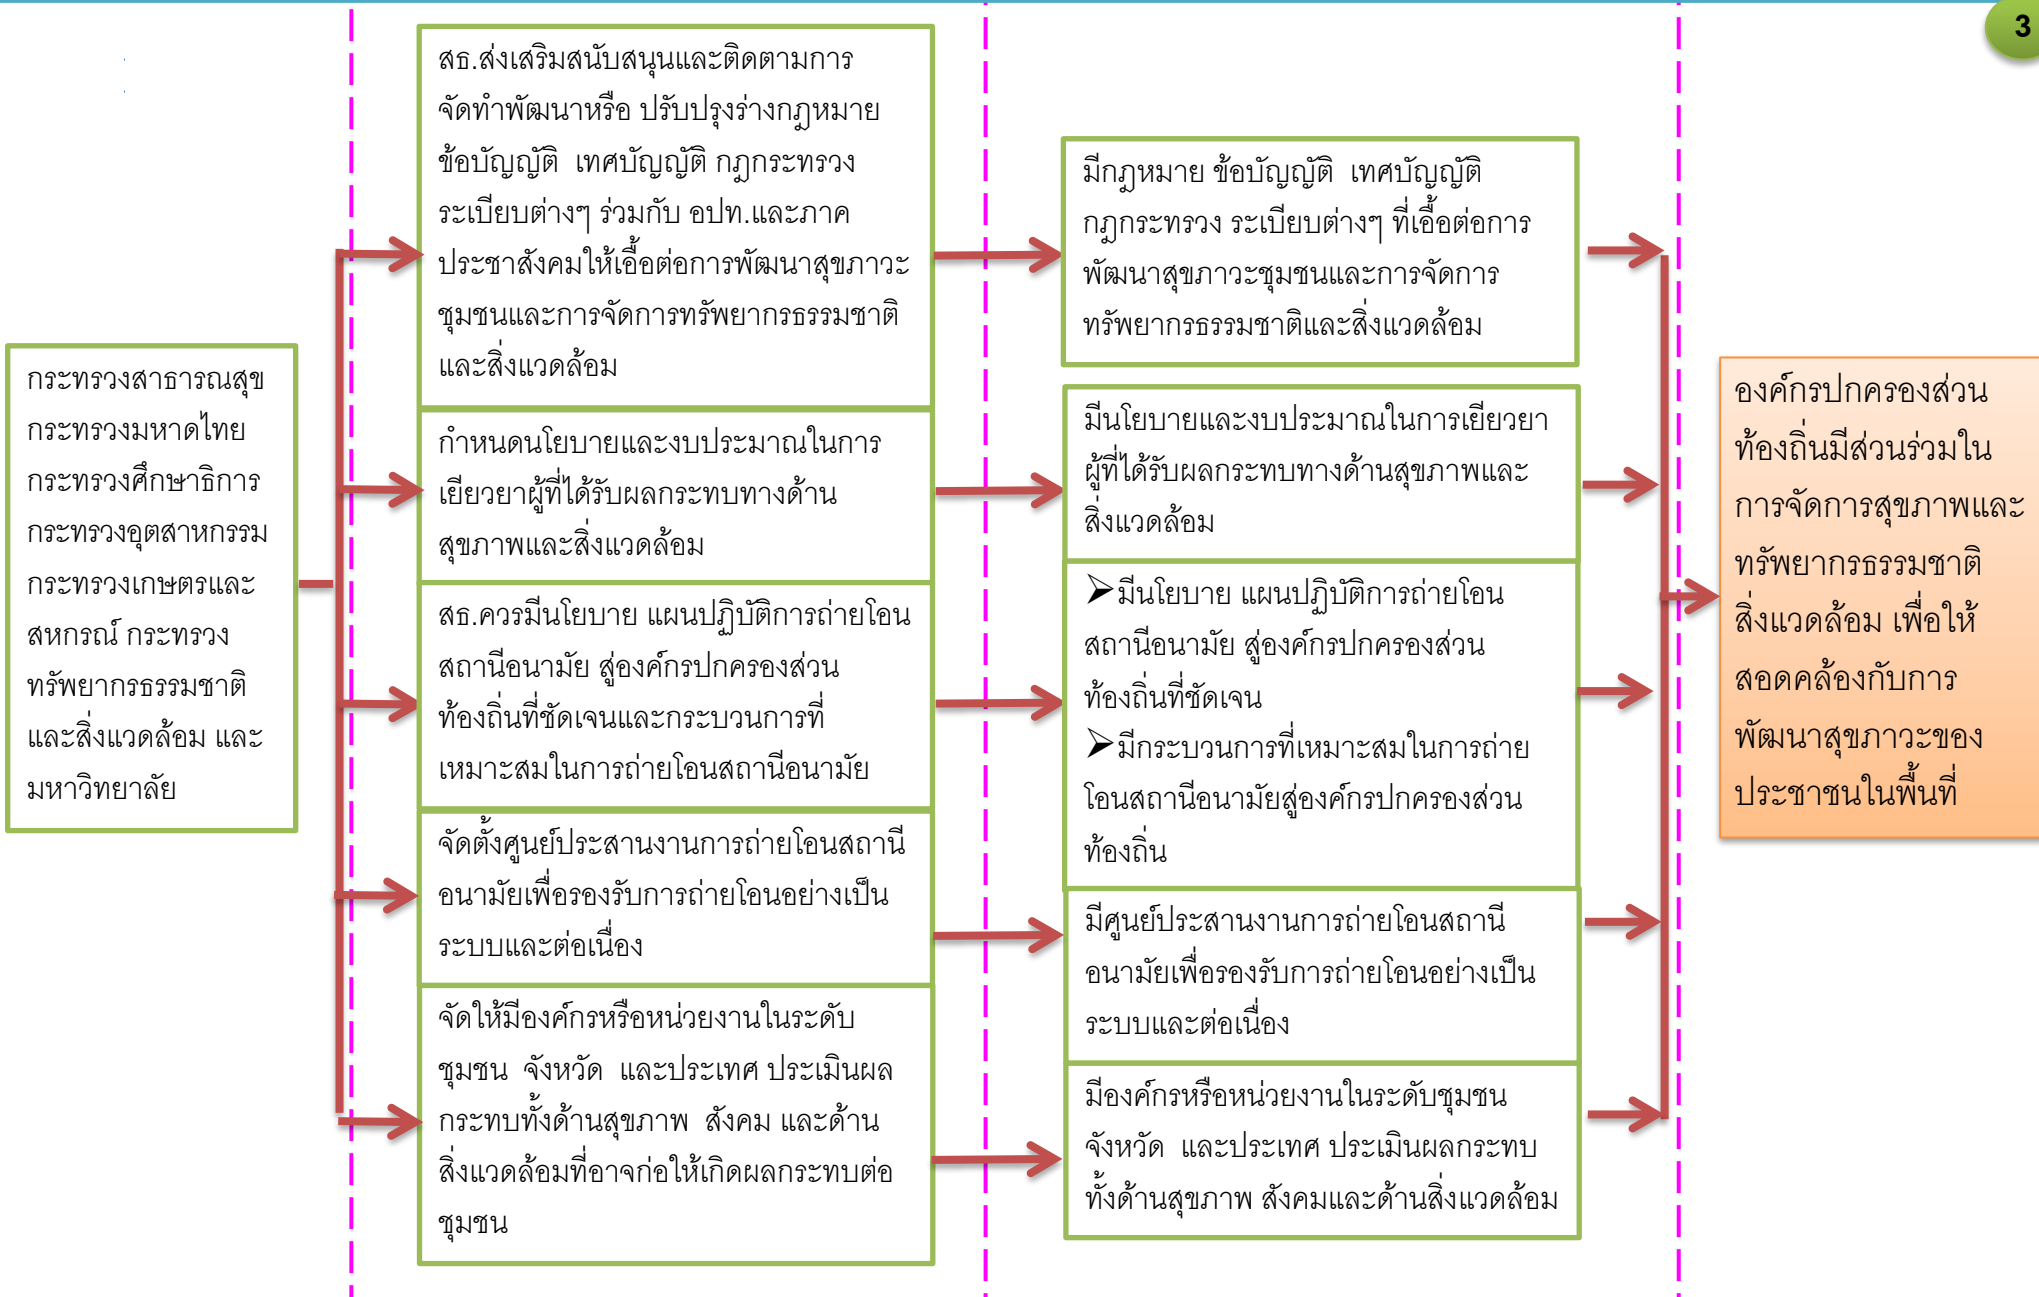 3
กระทรวงสาธารณสุข
กระทรวงมหาดไทย
กระทรวงศึกษาธิการ
กระทรวงอุตสาหกรรม
กระทรวงเกษตรและ
สหกรณ์ กระทรวง
ทรัพยากรธรรมชาติ
และสิ่งแวดล้อม และ
มหาวิทยาลัย
สธ.ส่งเสริมสนับสนุนและติดตามการ
จัดทำพัฒนาหรือ ปรับปรุงร่างกฎหมาย
ข้อบัญญัติ  เทศบัญญัติ กฎกระทรวง
ระเบียบต่างๆ ร่วมกับ อปท.และภาค
ประชาสังคมให้เอื้อต่อการพัฒนาสุขภาวะ
ชุมชนและการจัดการทรัพยากรธรรมชาติ
และสิ่งแวดล้อม
กำหนดนโยบายและงบประมาณในการ
เยียวยาผู้ที่ได้รับผลกระทบทางด้าน
สุขภาพและสิ่งแวดล้อม
สธ.ควรมีนโยบาย แผนปฏิบัติการถ่ายโอน
สถานีอนามัย สู่องค์กรปกครองส่วน
ท้องถิ่นที่ชัดเจนและกระบวนการที่
เหมาะสมในการถ่ายโอนสถานีอนามัย
จัดตั้งศูนย์ประสานงานการถ่ายโอนสถานี
อนามัยเพื่อรองรับการถ่ายโอนอย่างเป็น
ระบบและต่อเนื่อง
จัดให้มีองค์กรหรือหน่วยงานในระดับ
ชุมชน  จังหวัด  และประเทศ ประเมินผล
กระทบทั้งด้านสุขภาพ  สังคม และด้าน
สิ่งแวดล้อมที่อาจก่อให้เกิดผลกระทบต่อ
ชุมชน
มีกฎหมาย ข้อบัญญัติ  เทศบัญญัติ
กฎกระทรวง ระเบียบต่างๆ ที่เอื้อต่อการ
พัฒนาสุขภาวะชุมชนและการจัดการ
ทรัพยากรธรรมชาติและสิ่งแวดล้อม
มีนโยบายและงบประมาณในการเยียวยา
ผู้ที่ได้รับผลกระทบทางด้านสุขภาพและ
สิ่งแวดล้อม
➢มีนโยบาย แผนปฏิบัติการถ่ายโอน
สถานีอนามัย สู่องค์กรปกครองส่วน
ท้องถิ่นที่ชัดเจน
➢มีกระบวนการที่เหมาะสมในการถ่าย
โอนสถานีอนามัยสู่องค์กรปกครองส่วน
ท้องถิ่น
มีศูนย์ประสานงานการถ่ายโอนสถานี
อนามัยเพื่อรองรับการถ่ายโอนอย่างเป็น
ระบบและต่อเนื่อง
มีองค์กรหรือหน่วยงานในระดับชุมชน
จังหวัด  และประเทศ ประเมินผลกระทบ
ทั้งด้านสุขภาพ สังคมและด้านสิ่งแวดล้อม
องค์กรปกครองส่วน
ท้องถิ่นมีส่วนร่วมใน
การจัดการสุขภาพและ
ทรัพยากรธรรมชาติ
สิ่งแวดล้อม เพื่อให้
สอดคล้องกับการ
พัฒนาสุขภาวะของ
ประชาชนในพื้นที่